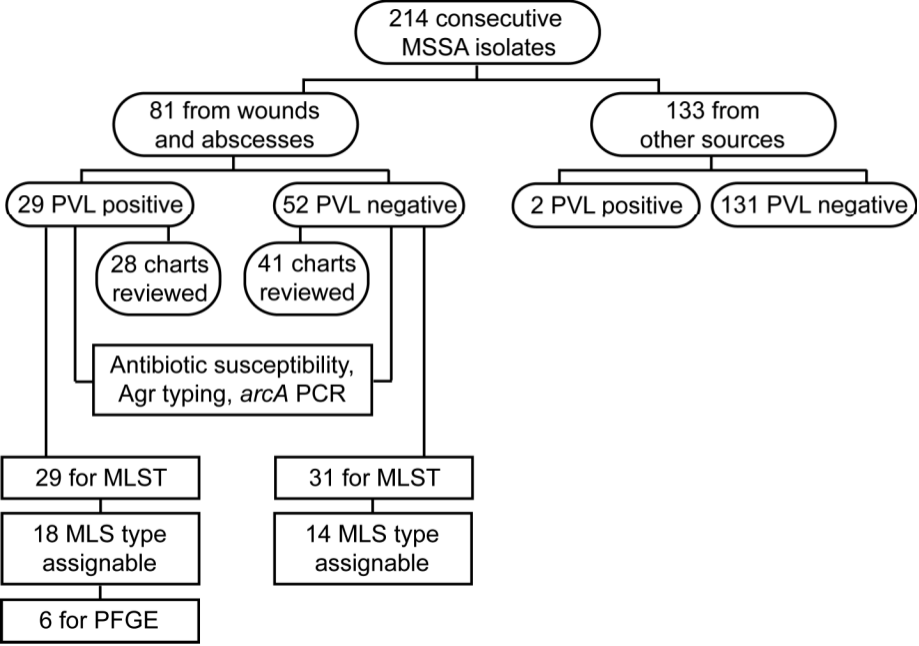 214 consecutive
MSSA isolates
81 from wounds
and abscesses
133 from
other sources
29 PVL positive
52 PVL negative
2 PVL positive
131 PVL negative
28 charts
reviewed
41 charts
reviewed
Antibiotic susceptibility,
Agr typing, arcA PCR
29 for MLST
31 for MLST
18 MLS type
assignable
14 MLS type
assignable
6 for PFGE